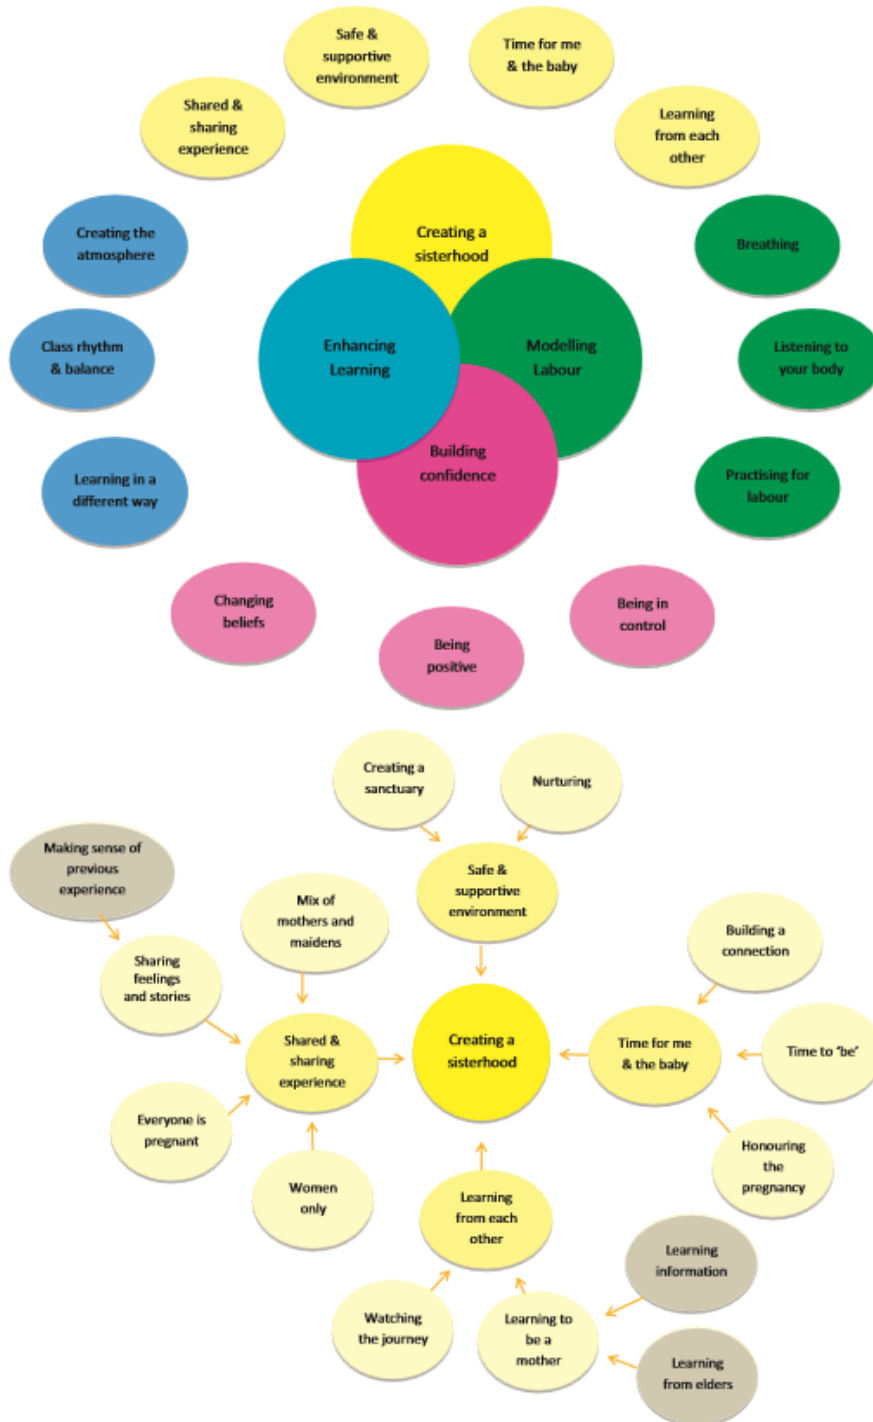 Safe &
supportive
environment
Time for me
& the baby
Shared &
sharing
experience
Learning
from each
other
Creating the
atmosphere
Creating a
sisterhood
Breathing
Class rhythm
& balance
Enhancing
Learning
Modelling
Labour
Listening to
your body
Building
confidence
Learning in a
different way
Practising for
labour
Changing
beliefs
Being
positive
Being in
control
Creating a
sanctuary
Nurturing
Making sense of
previous
experience
Mix of
mothers and
maidens
Safe &
supportive
environment
Building a
connection
Sharing
feelings
and stories
Shared &
sharing
experience
Creating a
sisterhood
Time for me
& the baby
Time to ‘be’
Everyone is
pregnant
Women
only
Learning
from each
other
Honouring
the
pregnancy
Learning
information
Watching
the journey
Learning to
be a
mother
Learning
from elders